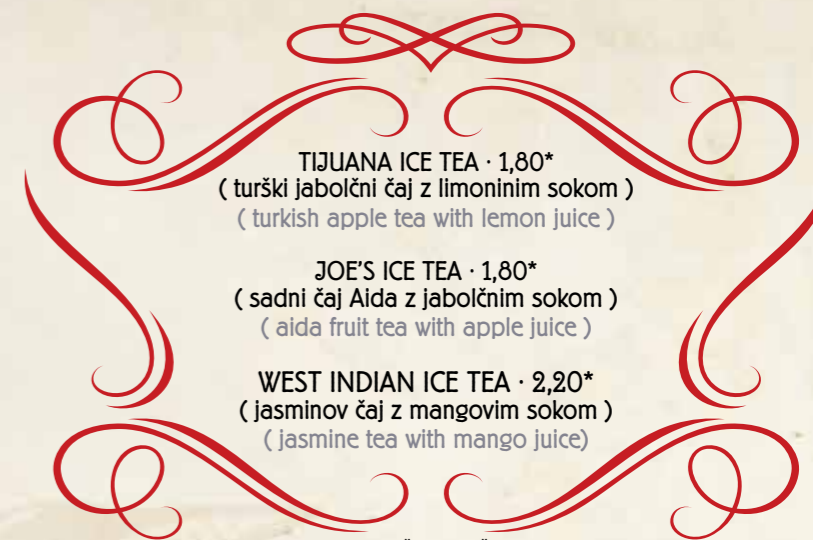 TIJUANA ICE TEA · 1,80*
( turški jabolčni čaj z limoninim sokom )
( turkish apple tea with lemon juice )
JOE'S ICE TEA · 1,80*
( sadni čaj Aida z jabolčnim sokom )
( aida fruit tea with apple juice )
WEST INDIAN ICE TEA · 2,20*
( jasminov čaj z mangovim sokom )
( jasmine tea with mango juice)